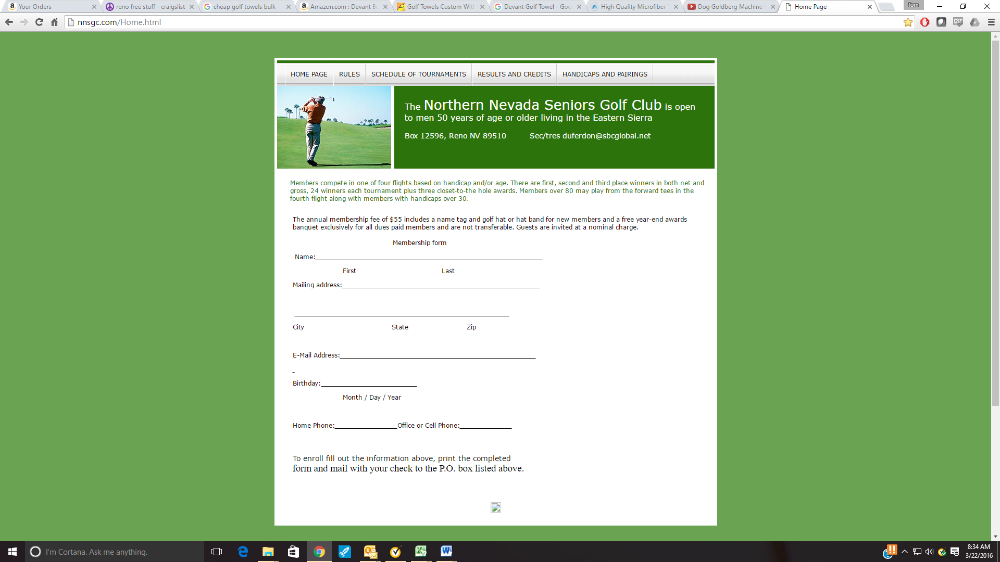 Your Orders
reno free stuff - craigslist
cheap golf towels bulk -
Amazon.com : Devant Bu
Golf Towels Custom With
Devant Golf Towel - Goo
High Quality Microfiber T
Dog Goldberg Machine
Home Page
Tom
nnsgc.com/Home.html
HOME PAGE RULES SCHEDULE OF TOURNAMENTS RESULTS AND CREDITS HANDICAPS AND PAIRINGS
The Northern Nevada Seniors Golf Club is open
to men 50 years of age or older living in the Eastern Sierra
Box 12596, Reno NV 89510 Sec/tres duferdon@sbcglobal.net
Members compete in one of four flights based on handicap and/or age. There are first, second and third place winners in both net and
gross, 24 winners each tournament plus three closet-to-the hole awards. Members over 80 may play from the forward tees in the
fourth flight along with members with handicaps over 30.
The annual membership fee of $55 includes a name tag and golf hat or hat band for new members and a free year-end awards
banquet exclusively for all dues paid members and are not transferable. Guests are invited at a nominal charge.
Membership form
Name:
First Last
Mailing address:
City State Zip
E-Mail Address:
Birthday:
Month / Day / Year
Home Phone: Office or Cell Phone:
To enroll fill out the information above, print the completed
form and mail with your check to the P.O. box listed above.
I'm Cortana. Ask me anything.
8:34 AM
3/22/2016